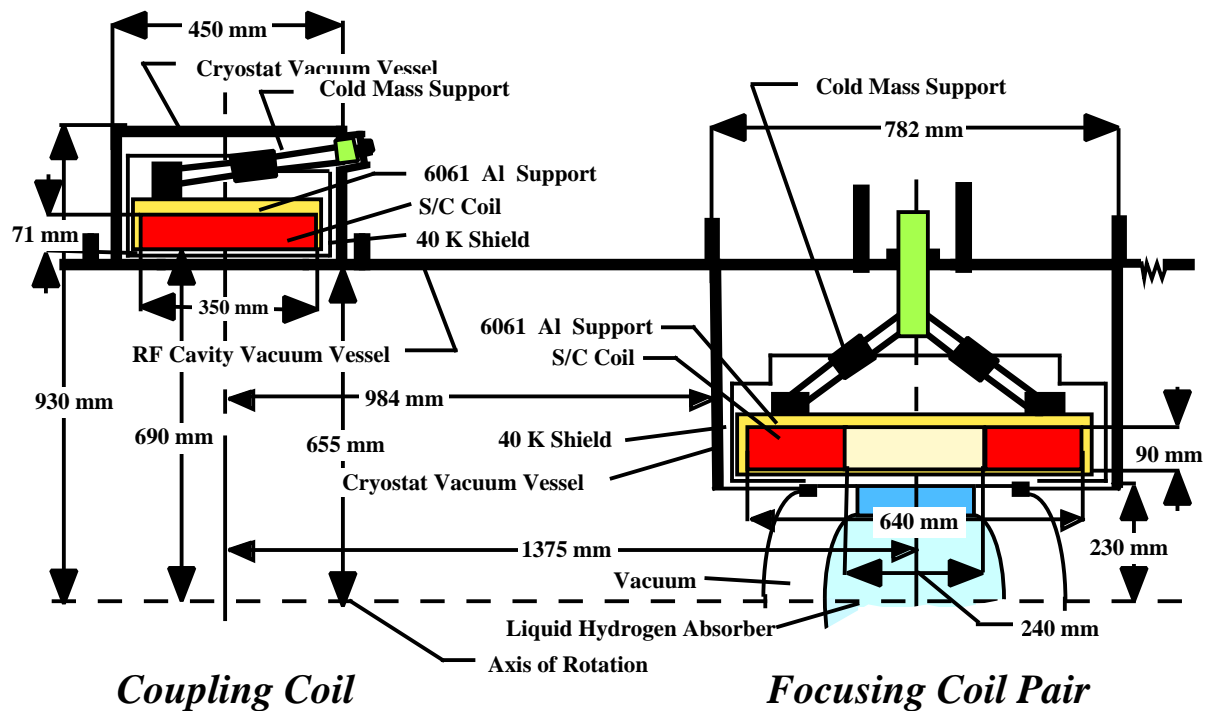 450 mm
Cryostat Vacuum Vessel
Cold Mass Support
Cold Mass Support
782 mm
6061 Al Support
S/C Coil
71 mm
40 K Shield
350 mm
6061 Al Support
RF Cavity Vacuum Vessel
S/C Coil
930 mm
984 mm
690 mm
655 mm
40 K Shield
90 mm
Cryostat Vacuum Vessel
640 mm
1375 mm
230 mm
Vacuum
Liquid Hydrogen Absorber
240 mm
Axis of Rotation
Coupling Coil
Focusing Coil Pair